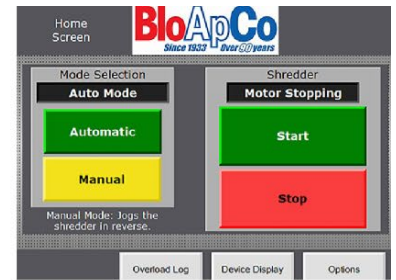 Home
Screen
BloApCo
Since 1933 Over 80 years
Mode Selection
Auto Mode
Automatic
Manual
Manual Mode: Jogs the
shredder in reverse.
Shredder
Motor Stopping
Start
Stop
Overload Log
Device Display
Options